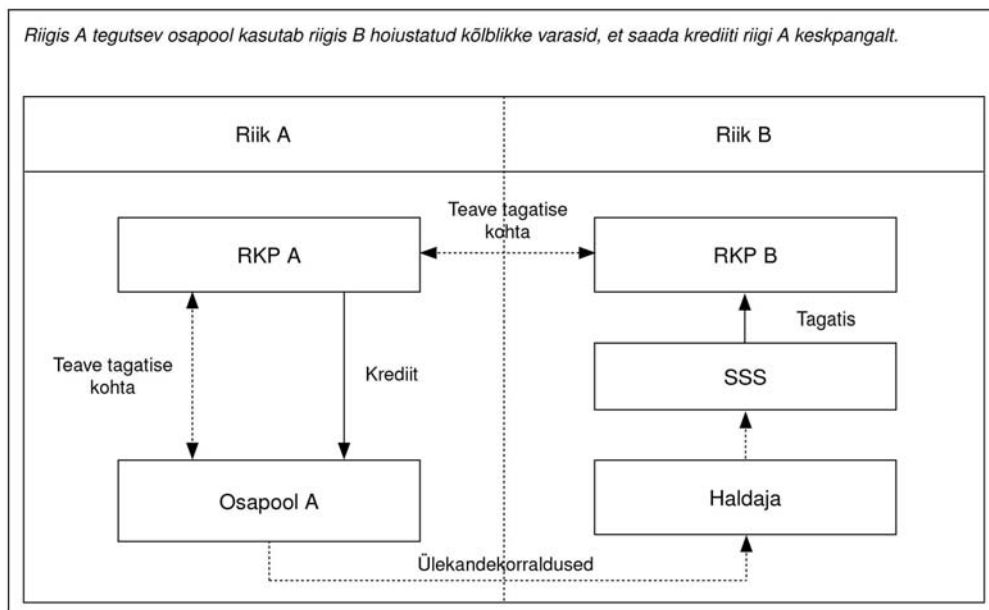 Riigis A tegutsev osapool kasutab riigis B hoiustatud kõlblikke varasid, et saada krediiti riigi A keskpangalt.
Riik A
Riik B
Teave tagatise
kohta
RKP A
RKP B
Tagatis
Teave tagatise
kohta
Krediit
SSS
Osapool A
Haldaja
Ülekandekorraldused